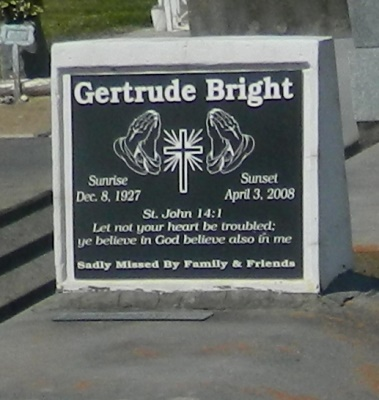 Gertrude Bright
Sunrise Sunset
Dec. 8, 1927 April 3, 2008
St. John 14:1
Let not your heart be troubled;
ye believe in God believe also in me
Sadly Missed By Family & Friends